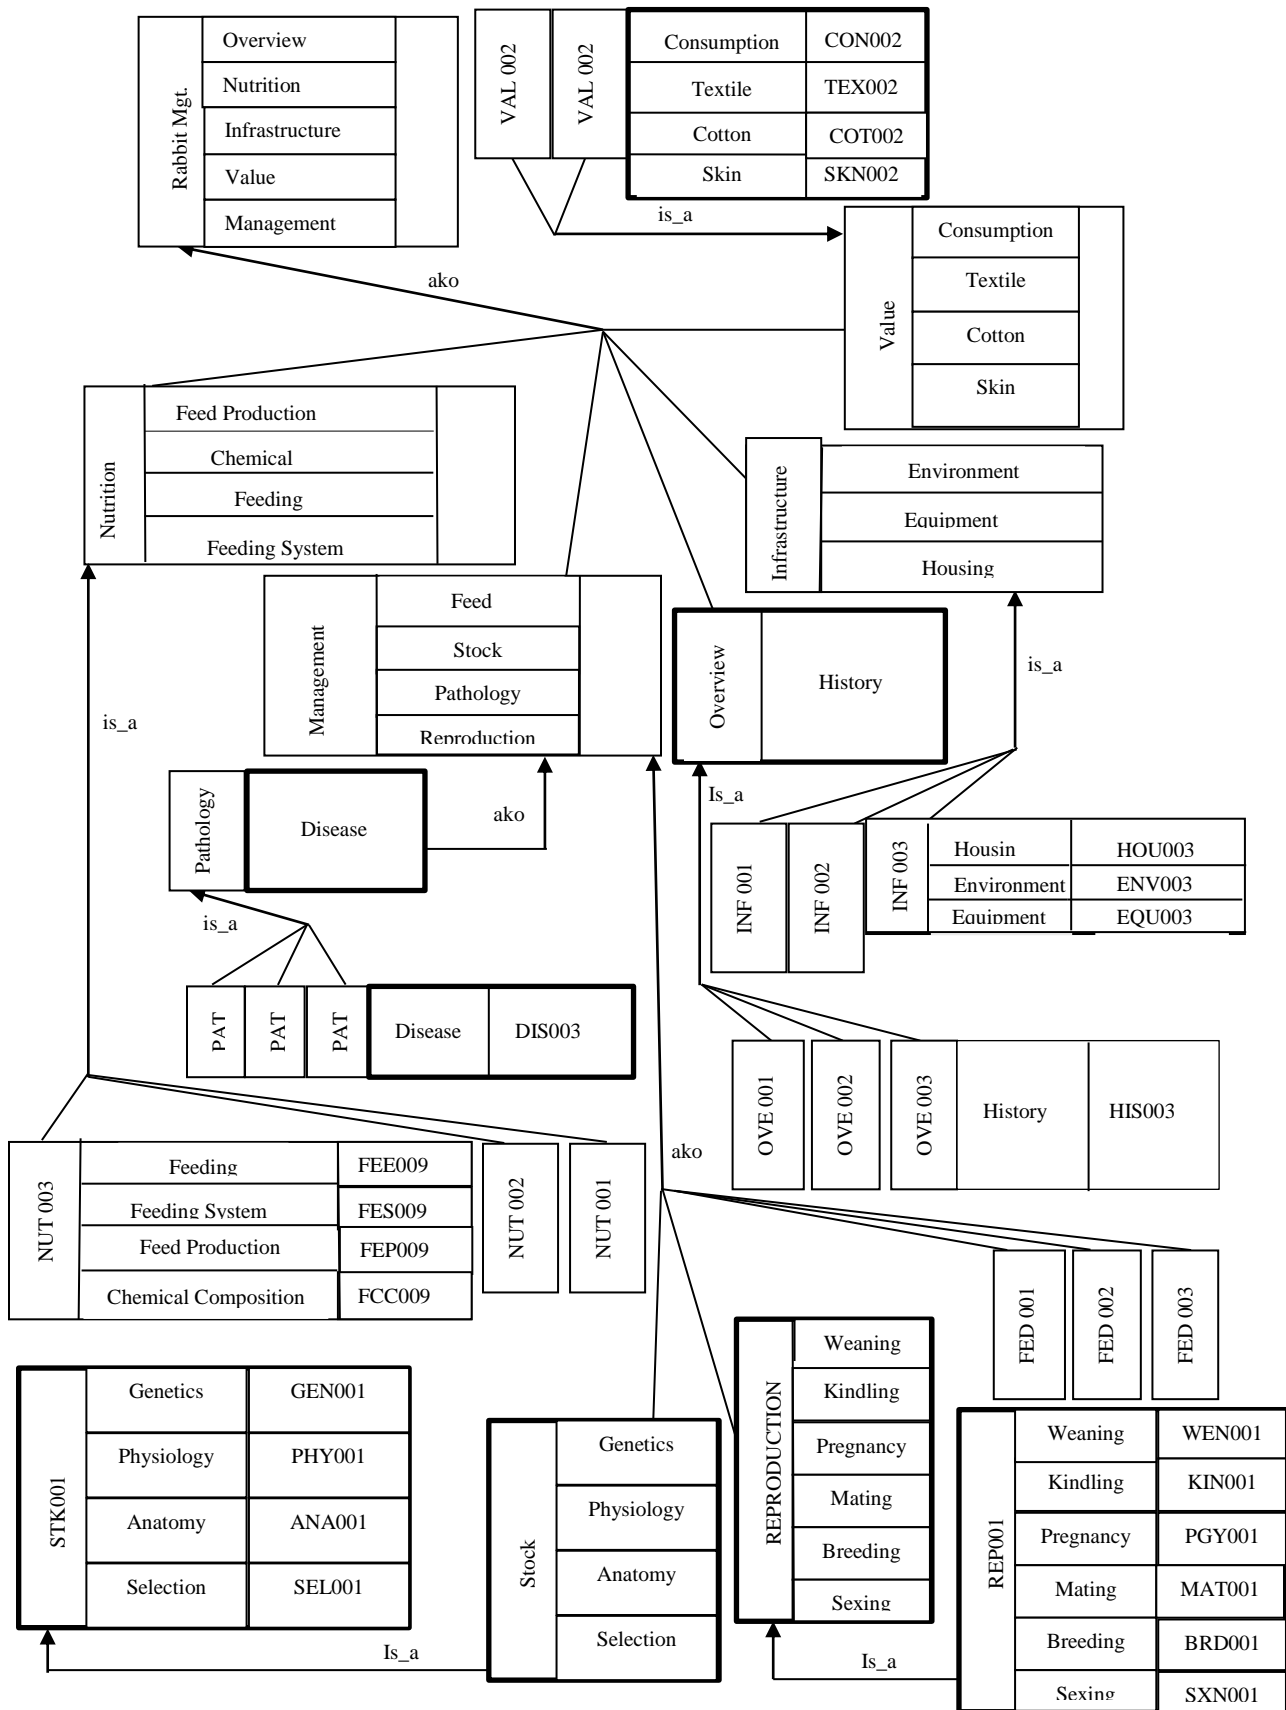 Rabbit Mgt.
Overview
Nutrition
Infrastructure
Value
Management
VAL 002
VAL 002
Consumption CON002
Textile TEX002
Cotton COT002
Skin SKN002
is_a
ako
Value
Consumption
Textile
Cotton
Skin
Nutrition
Feed Production
Chemical
Feeding
Feeding System
Infrastructure
Environment
Equipment
Housing
Management
Feed
Stock
Pathology
Reproduction
Overview
History
is_a
is_a
Pathology
Disease
ako
Is_a
INF 001
INF 002
INF 003
Housin HOU003
Environment ENV003
Equipment EQU003
is_a
PAT
PAT
PAT
Disease DIS003
OVE 001
OVE 002
OVE 003
History HIS003
ako
NUT 003
Feeding FEE009
Feeding System FES009
Feed Production FEP009
Chemical Composition FCC009
NUT 002
NUT 001
FED 001
FED 002
FED 003
STK001
Genetics GEN001
Physiology PHY001
Anatomy ANA001
Selection SEL001
Is_a
Stock
Genetics
Physiology
Anatomy
Selection
REPRODUCTION
Weaning
Kindling
Pregnancy
Mating
Breeding
Sexing
Is_a
REP001
Weaning WEN001
Kindling KIN001
Pregnancy PGY001
Mating MAT001
Breeding BRD001
Sexing SXN001